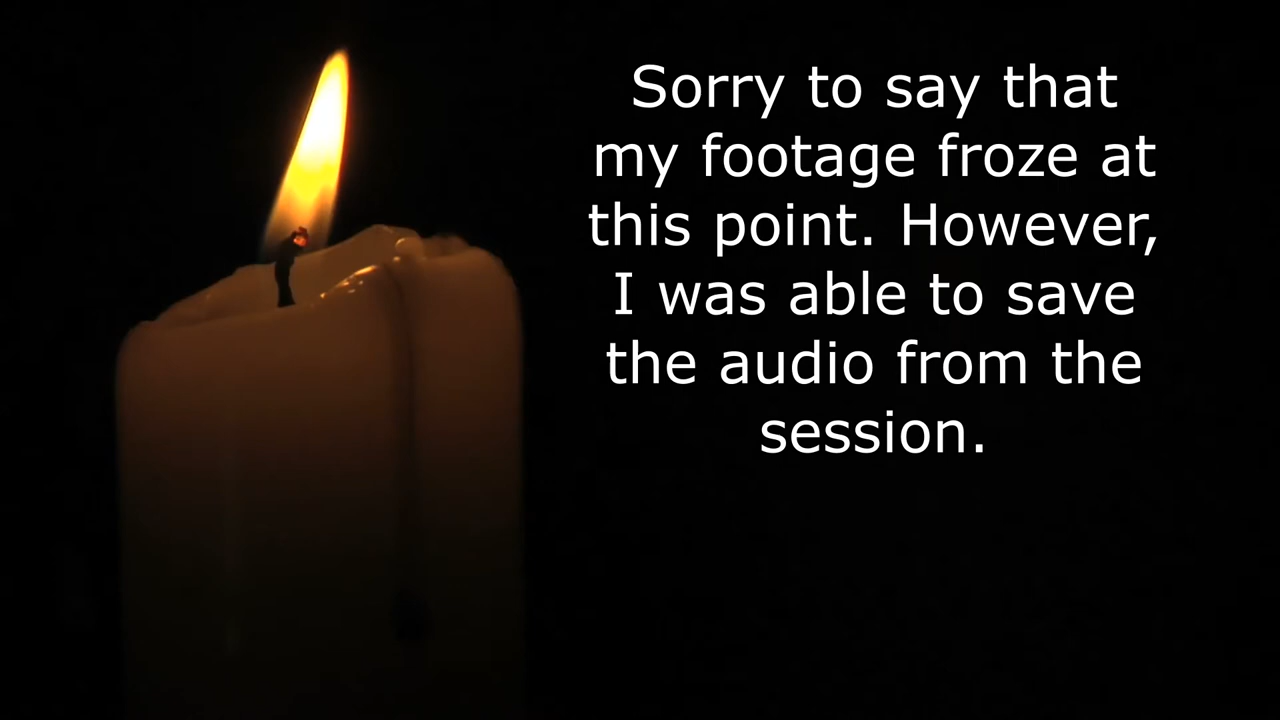 Sorry to say that
my footage froze at
this point. However,
I was able to save
the audio from the
session.